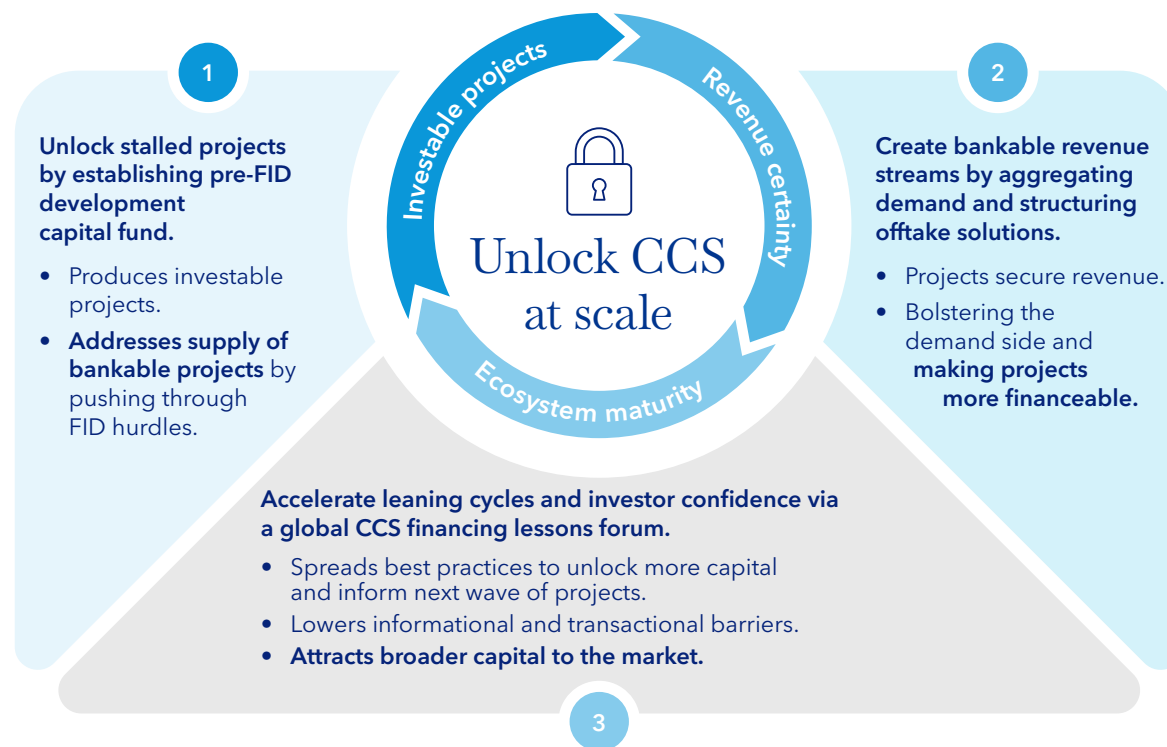 1
Unlock stalled projects
by establishing pre-FID
development
capital fund.
• Produces investable
projects.
• Addresses supply of
bankable projects by
pushing through
FID hurdles.
Investable projects
Revenue certainty
Ecosystem maturity
Unlock CCS
at scale
2
Create bankable revenue
streams by aggregating
demand and structuring
offtake solutions.
• Projects secure revenue.
• Bolstering the
demand side and
making projects
more financeable.
Accelerate leaning cycles and investor confidence via
a global CCS financing lessons forum.
• Spreads best practices to unlock more capital
and inform next wave of projects.
• Lowers informational and transactional barriers.
• Attracts broader capital to the market.
3